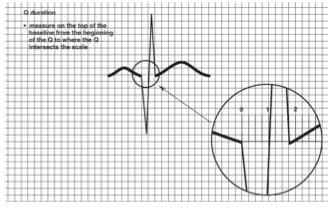 Q duration
• measure on the top of the
baseline from the beginning
of the Q to where the Q
intersects the scale
0 1 2